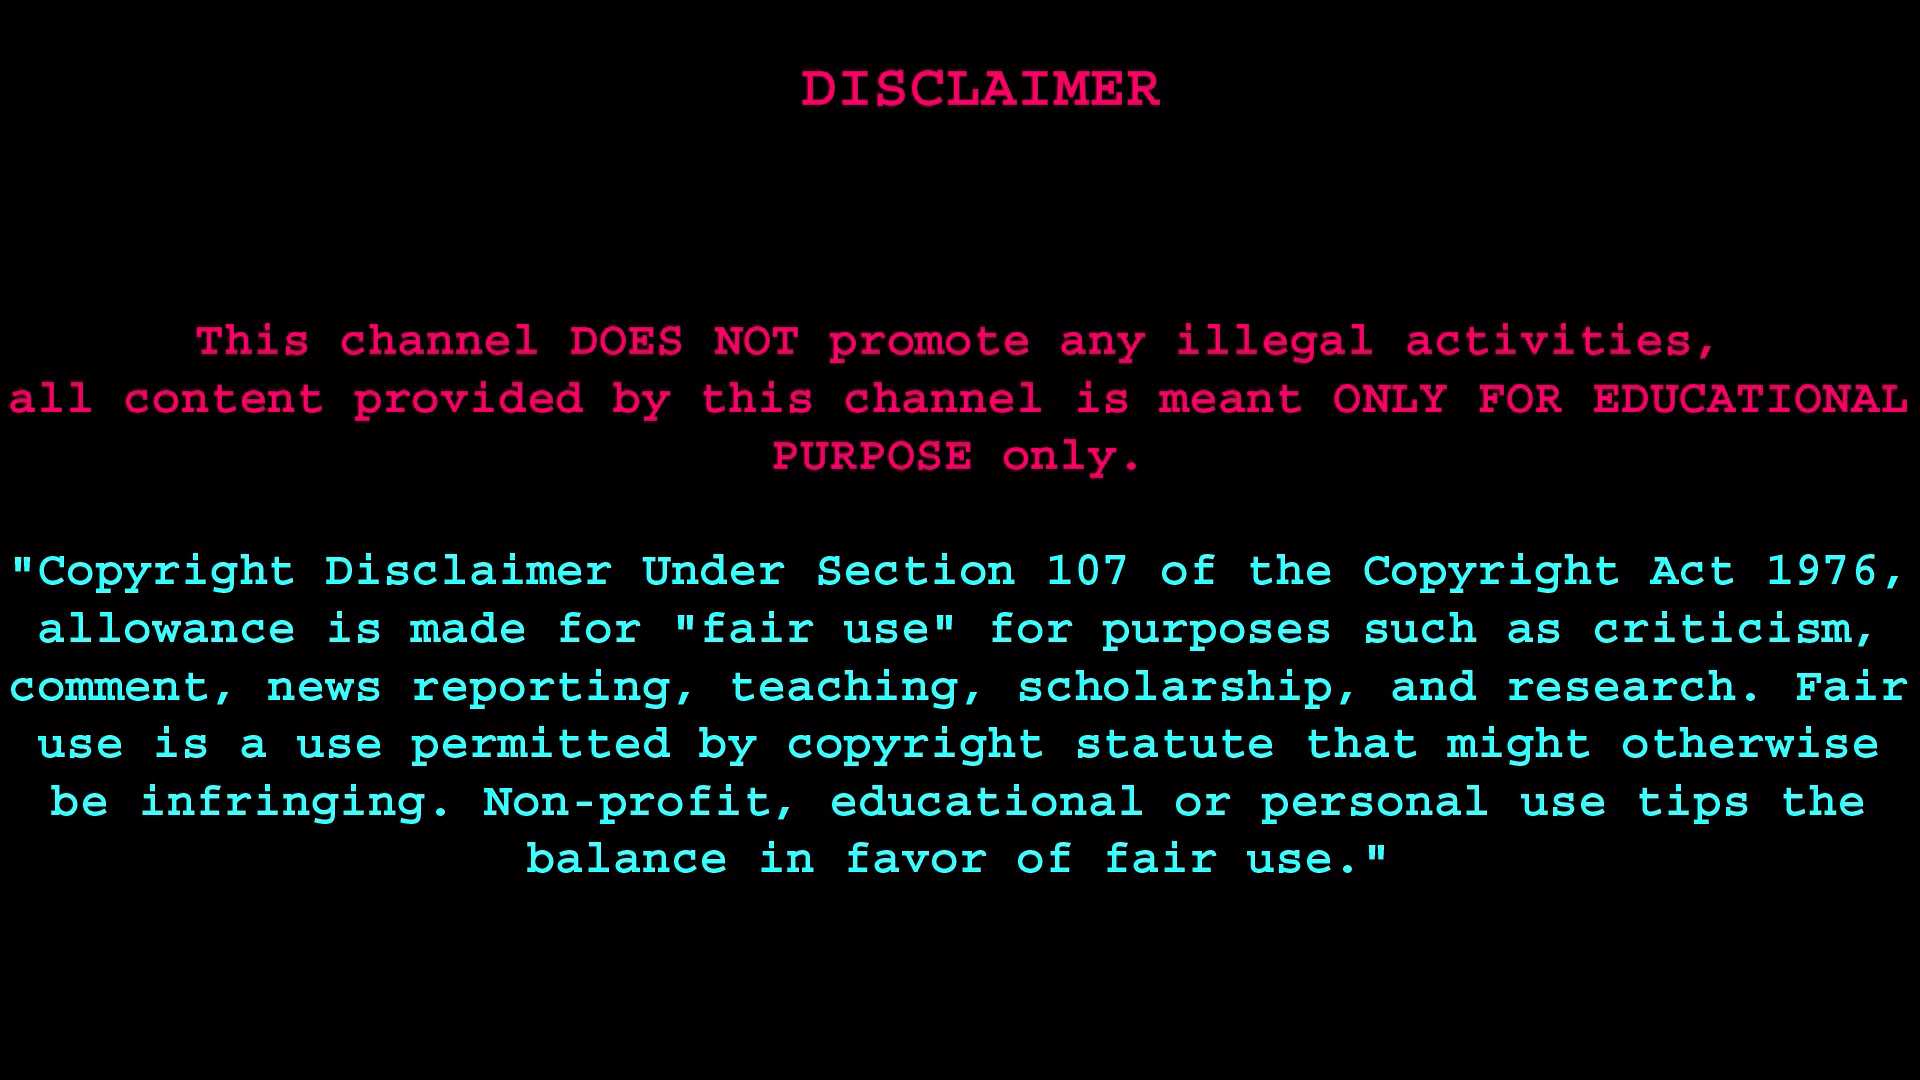 DISCLAIMER
This channel DOES NOT promote any illegal activities,
all content provided by this channel is meant ONLY FOR EDUCATIONAL
PURPOSE only.
"Copyright Disclaimer Under Section 107 of the Copyright Act 1976,
allowance is made for "fair use" for purposes such as criticism,
comment, news reporting, teaching, scholarship, and research. Fair
use is a use permitted by copyright statute that might otherwise
be infringing. Non-profit, educational or personal use tips the
balance in favor of fair use."